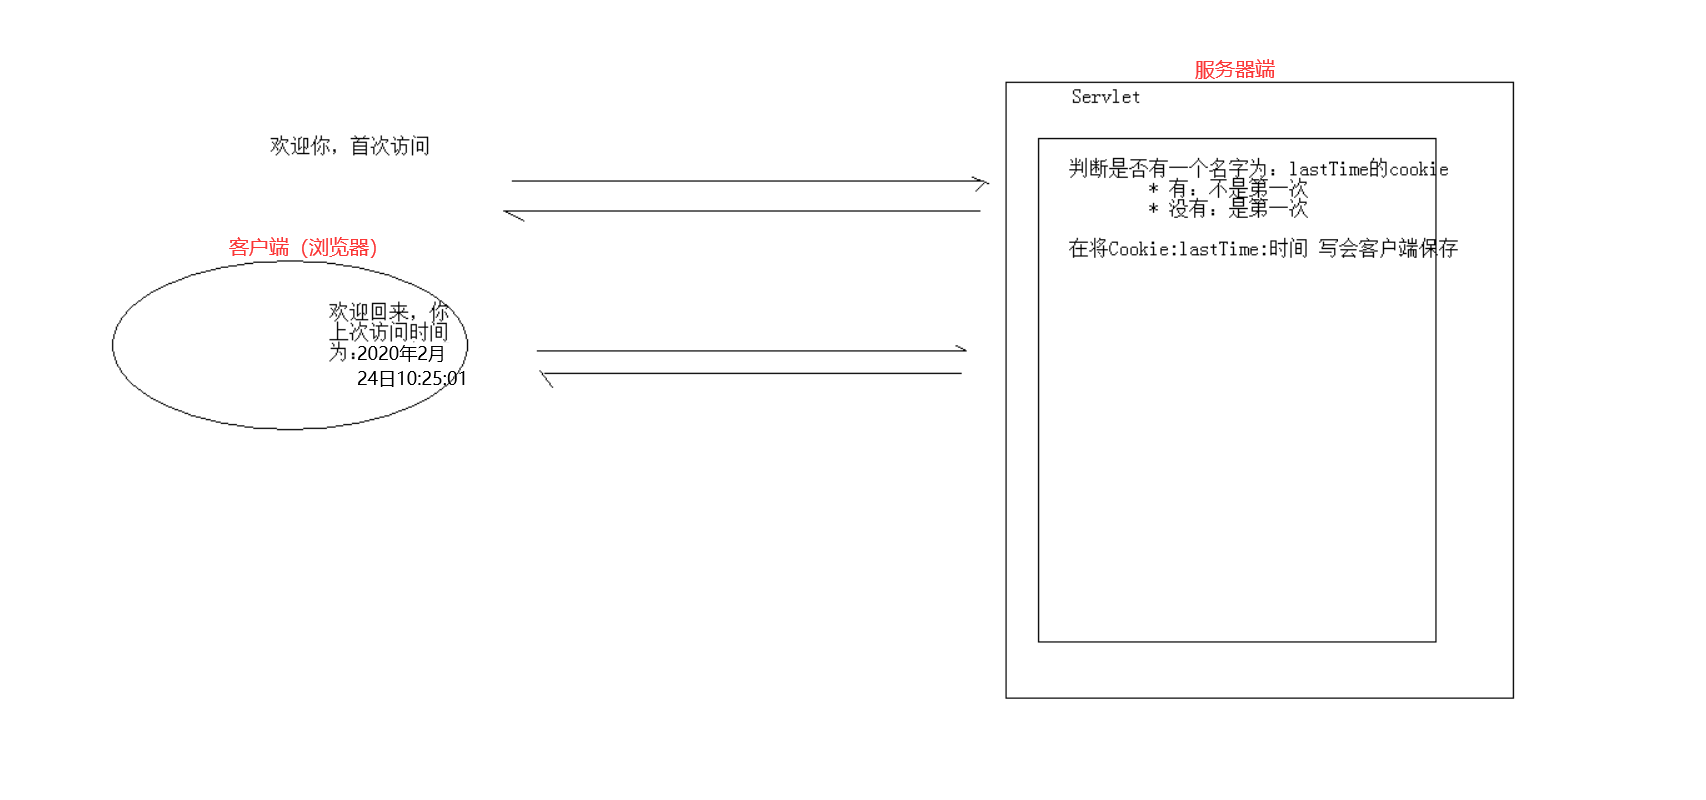 服务器端
Servlet
欢迎你，首次访问
判断是否有一个名字为：lastTime的cookie
* 有：不是第一次
* 没有：是第一次
在将Cookie:lastTime:时间 写会客户端保存
客户端（浏览器）
欢迎回来，你
上次访问时间
为:2020年2月
24日10:25:01